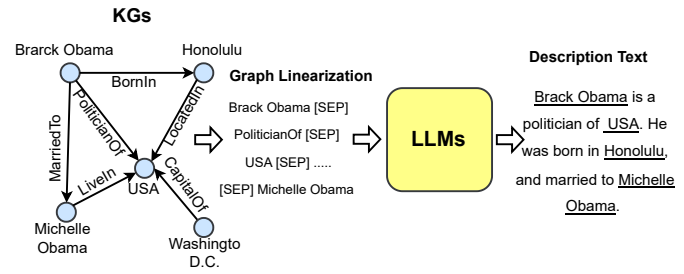 KGs
Brarck Obama
Honolulu
BornIn
MarriedTo
PoliticianOf
LocatedIn
LiveIn
USA
CapitalOf
Michelle
Obama
Washingto
D.C.
Graph Linearization
Brack Obama [SEP]
PoliticianOf [SEP]
USA [SEP] .....
[SEP] Michelle Obama
LLMs
Description Text
Brack Obama is a
politician of USA. He
was born in Honolulu,
and married to Michelle
Obama.